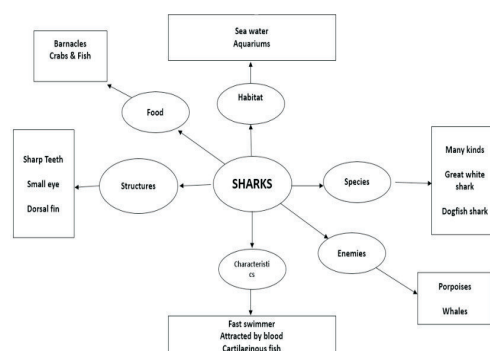 Sea water
Aquariums
Barnacles
Crabs & Fish
Habitat
Food
Sharp Teeth
Small eye
Dorsal fin
Structures
SHARKS
Species
Many kinds
Great white
shark
Dogfish shark
Enemies
Characteristi
cs
Porpoises
Whales
Fast swimmer
Attracted by blood
Cartilaginous fish